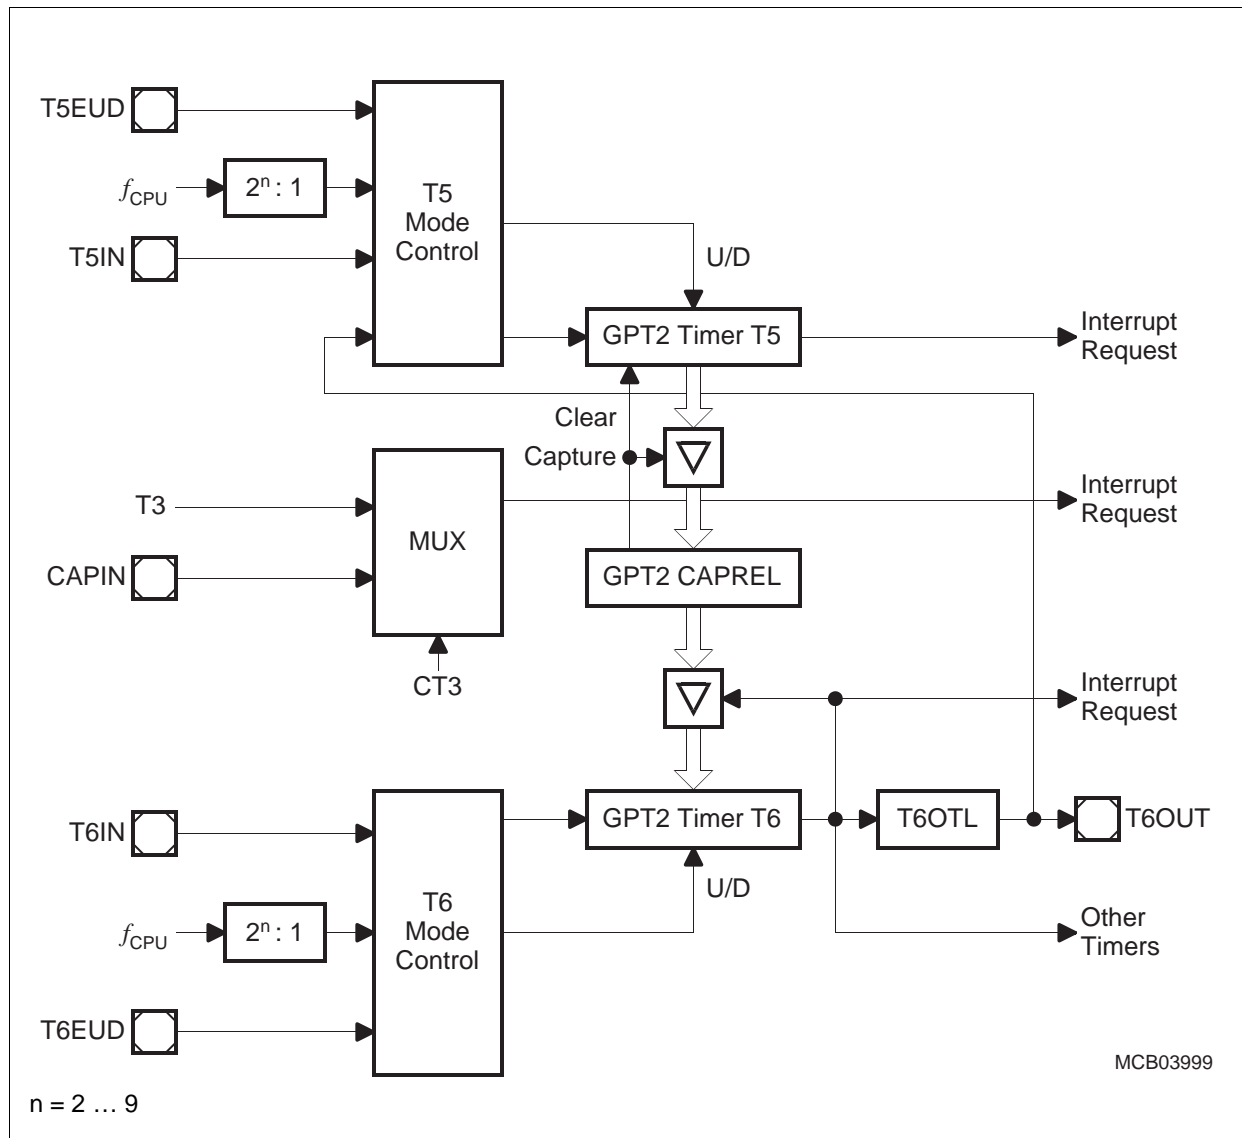 T5EUD
fCPU
2ⁿ : 1
T5IN
T5
Mode
Control
U/D
GPT2 Timer T5
Interrupt
Request
Clear
Capture
T3
CAPIN
MUX
CT3
Interrupt
Request
GPT2 CAPREL
Interrupt
Request
T6IN
fCPU
2ⁿ : 1
T6EUD
T6
Mode
Control
GPT2 Timer T6
U/D
T6OTL
T6OUT
Other
Timers
MCB03999
n = 2 … 9